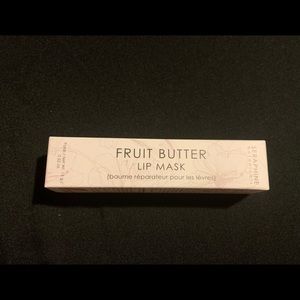 FRUIT BUTTER
LIP MASK
(baume réparateur pour les lèvres)
SERAPHINE